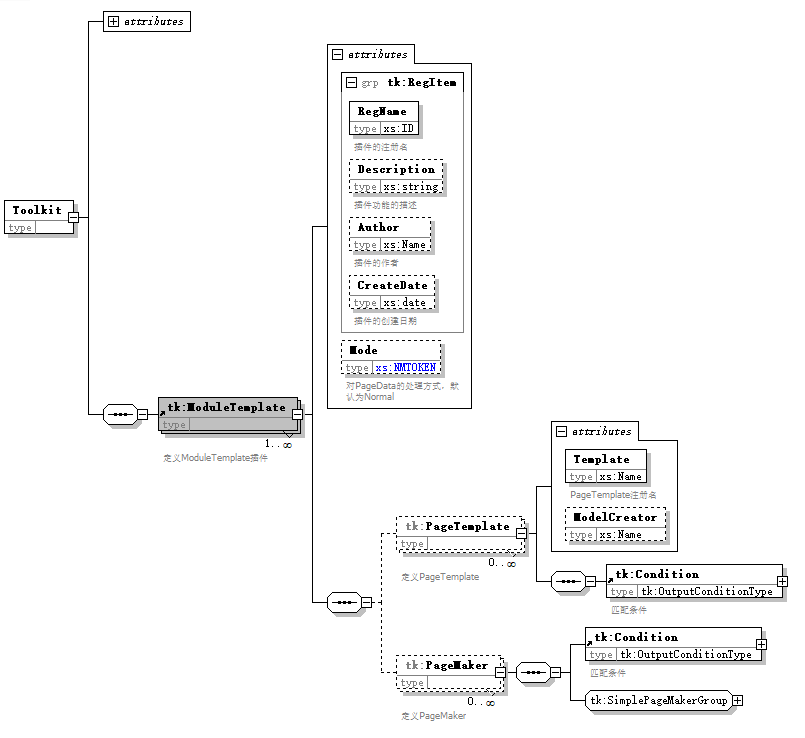 attributes
attributes
grp tk:RegItem
RegName
type xs:ID
插件的注册名
Description
type xs:string
插件功能的描述
Toolkit
type
Author
type xs:Name
插件的作者
CreateDate
type xs:date
插件的创建日期
Mode
type xs:NMTOKEN
对PageData的处理方式，默
认为Normal
tk:ModuleTemplate
type
1..∞
定义ModuleTemplate插件
attributes
Template
type xs:Name
PageTemplate注册名
ModelCreator
type xs:Name
tk:PageTemplate
type
0..∞
定义PageTemplate
tk:Condition
type tk:OutputConditionType
匹配条件
tk:Condition
type tk:OutputConditionType
匹配条件
tk:PageMaker
type
0..∞
定义PageMaker
tk:SimplePageMakerGroup